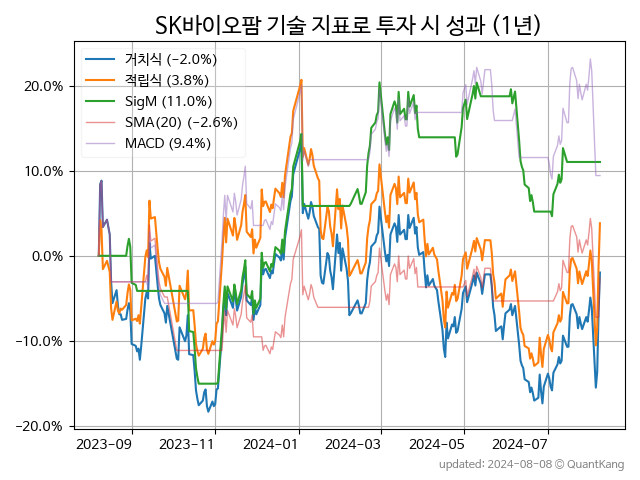 SK바이오팜 기술 지표로 투자 시 성과 (1년)
거치식 (−2.0%)
적립식 (3.8%)
SigM (11.0%)
SMA(20) (−2.6%)
MACD (9.4%)
20.0%
10.0%
0.0%
−10.0%
−20.0%
2023-09 2023-11 2024-01 2024-03 2024-05 2024-07
updated: 2024-08-08 © QuantKang